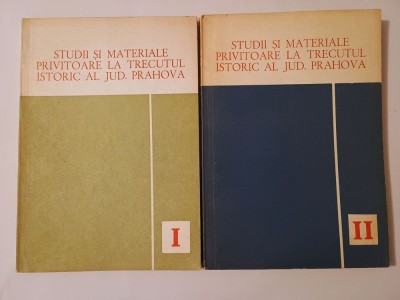 STUDII ȘI MATERIALE
PRIVITOARE LA TRECUTUL
ISTORIC AL JUD. PRAHOVA
I
STUDII ȘI MATERIALE
PRIVITOARE LA TRECUTUL
ISTORIC AL JUD. PRAHOVA
II